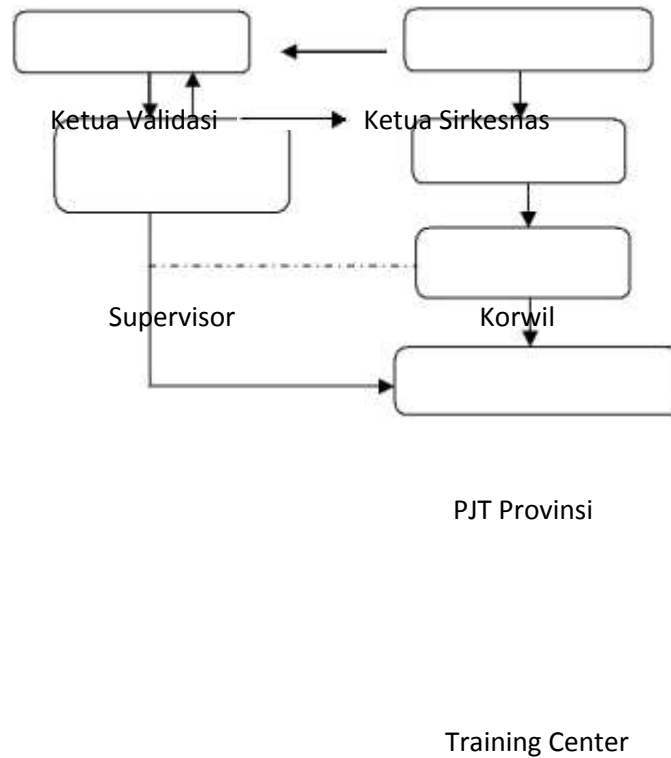 Ketua Validasi Ketua Sirkesnas
Supervisor Korwil
PJT Provinsi
Training Center